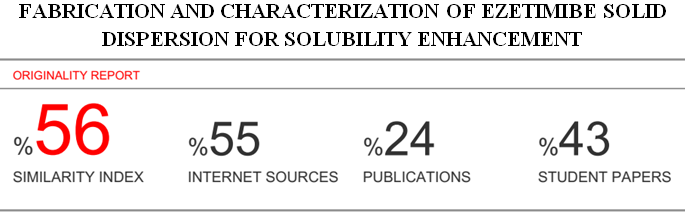 FABRICATION AND CHARACTERIZATION OF EZETIMIBE SOLID
DISPERSION FOR SOLUBILITY ENHANCEMENT
ORIGINALITY REPORT
%56 %55 %24 %43
SIMILARITY INDEX INTERNET SOURCES PUBLICATIONS STUDENT PAPERS